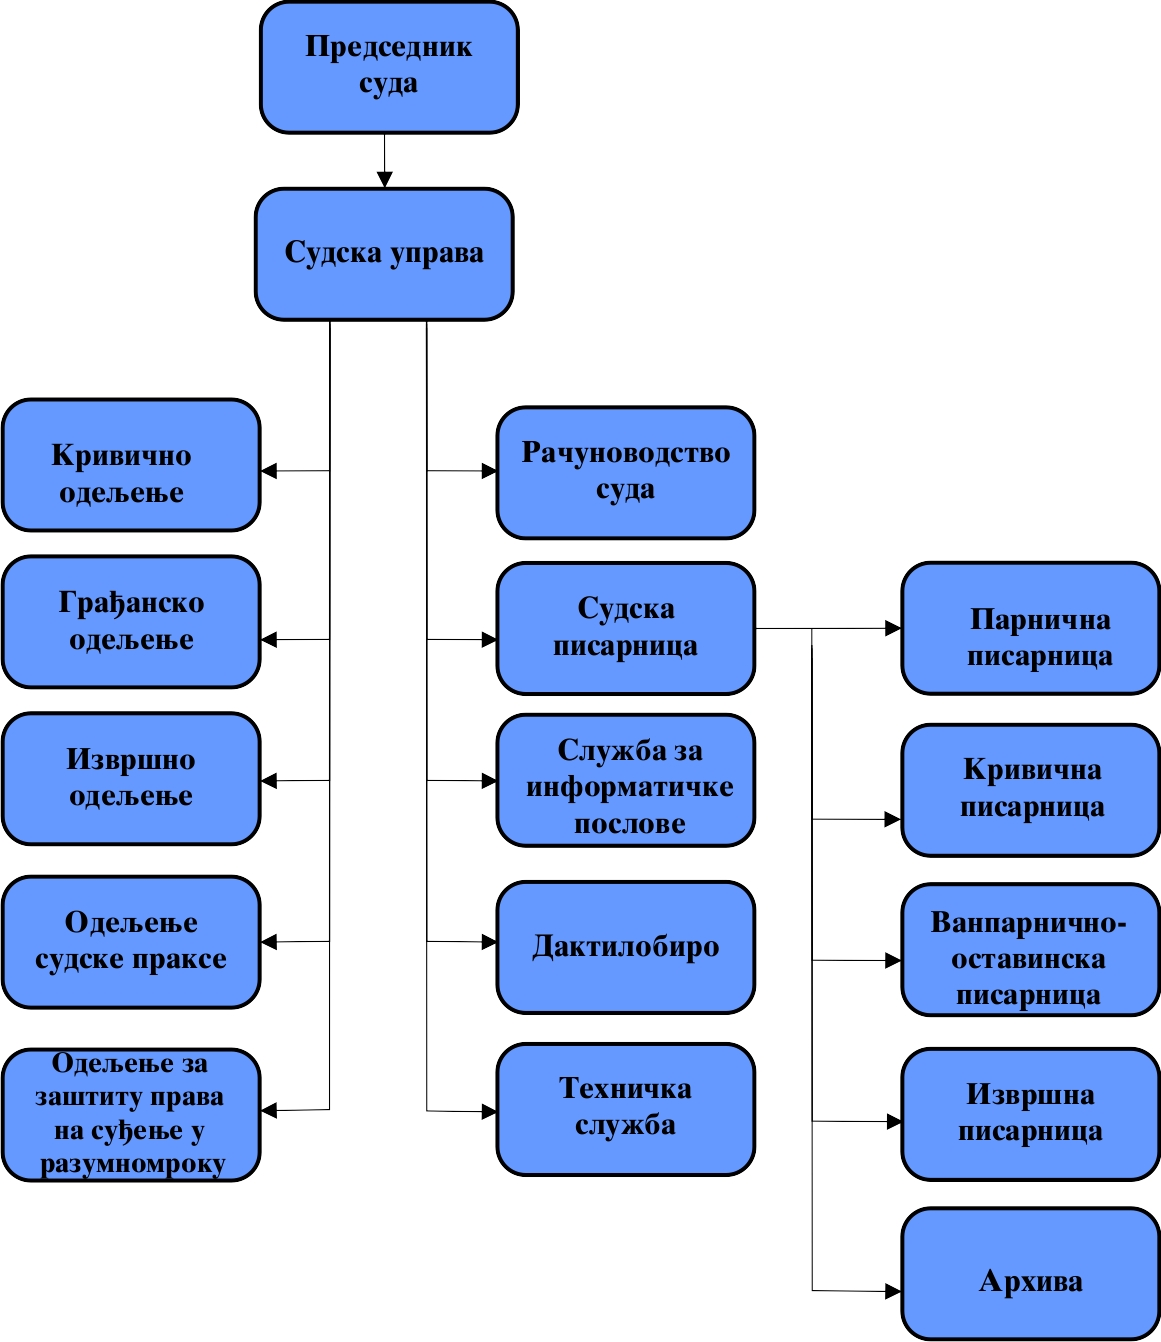 Председник
суда
Судска управа
Кривично
одељење
Грађанско
одељење
Извршно
одељење
Одељење
судске праксе
Одељење за
заштиту права
на суђење у
разумномроку
Рачуноводство
суда
Судска
писарница
Служба за
информатичке
послове
Дактилобиро
Техничка
служба
Парнична
писарница
Кривична
писарница
Ванпарнично-
оставинска
писарница
Извршна
писарница
Архива